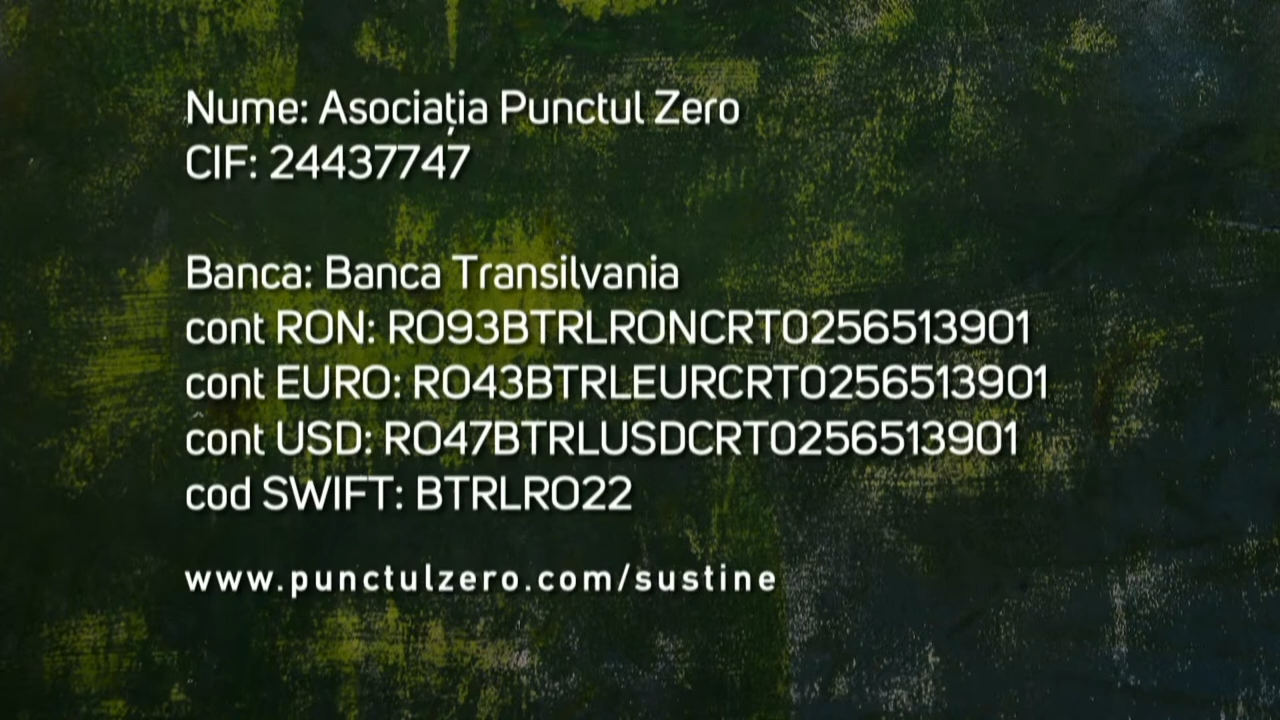 Nume: Asociația Punctul Zero
CIF: 24437747
Banca: Banca Transilvania
cont RON: RO93BTRLRONCRT0256513901
cont EURO: RO43BTRLEURCRT0256513901
cont USD: RO47BTRLUSDCRT0256513901
cod SWIFT: BTRLRO22
www.punctulzero.com/sustine